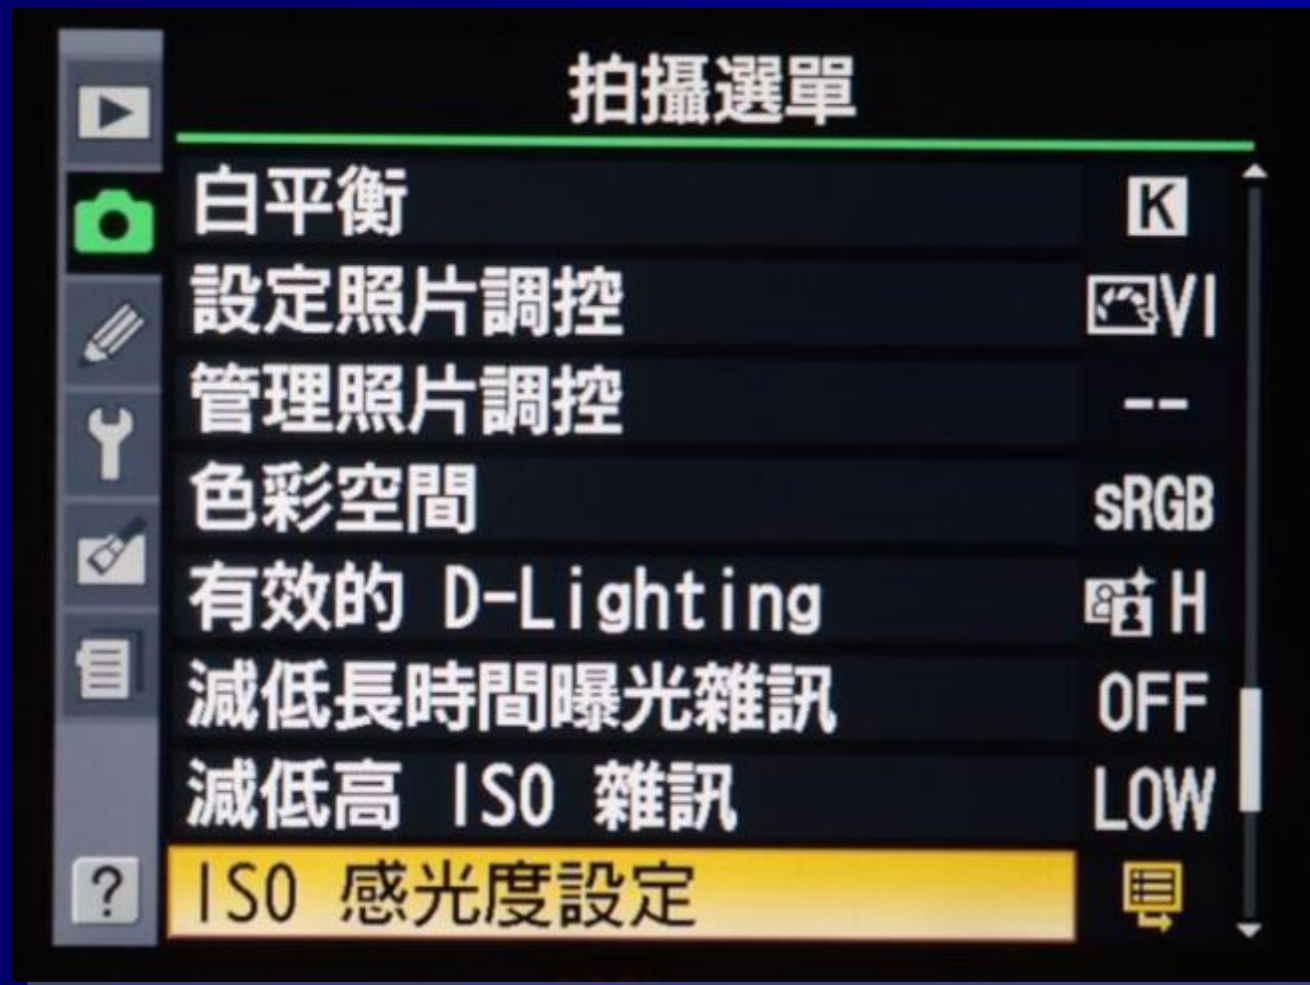 拍攝選單
白平衡 K
設定照片調控 VI
管理照片調控 --
色彩空間 sRGB
有效的 D-Lighting H
減低長時間曝光雜訊 OFF
減低高 ISO 雜訊 LOW
ISO 感光度設定
?